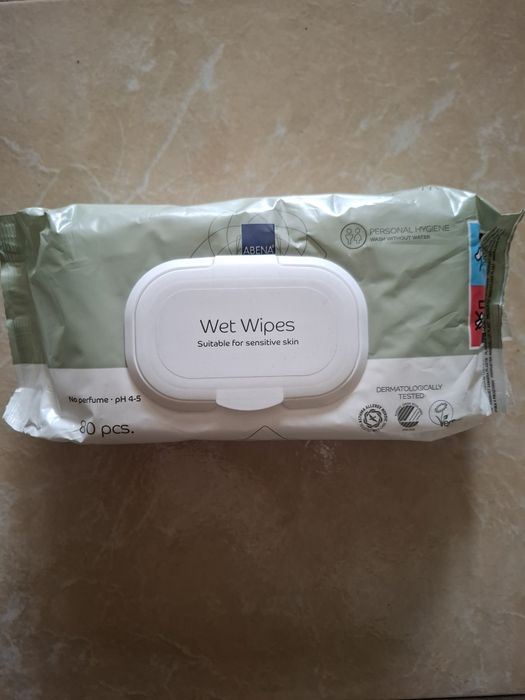 ABENA
PERSONAL HYGIENE
WASH WITHOUT WATER
Wet Wipes
Suitable for sensitive skin
No perfume · pH 4-5
80 pcs.
DERMATOLOGICALLY
TESTED